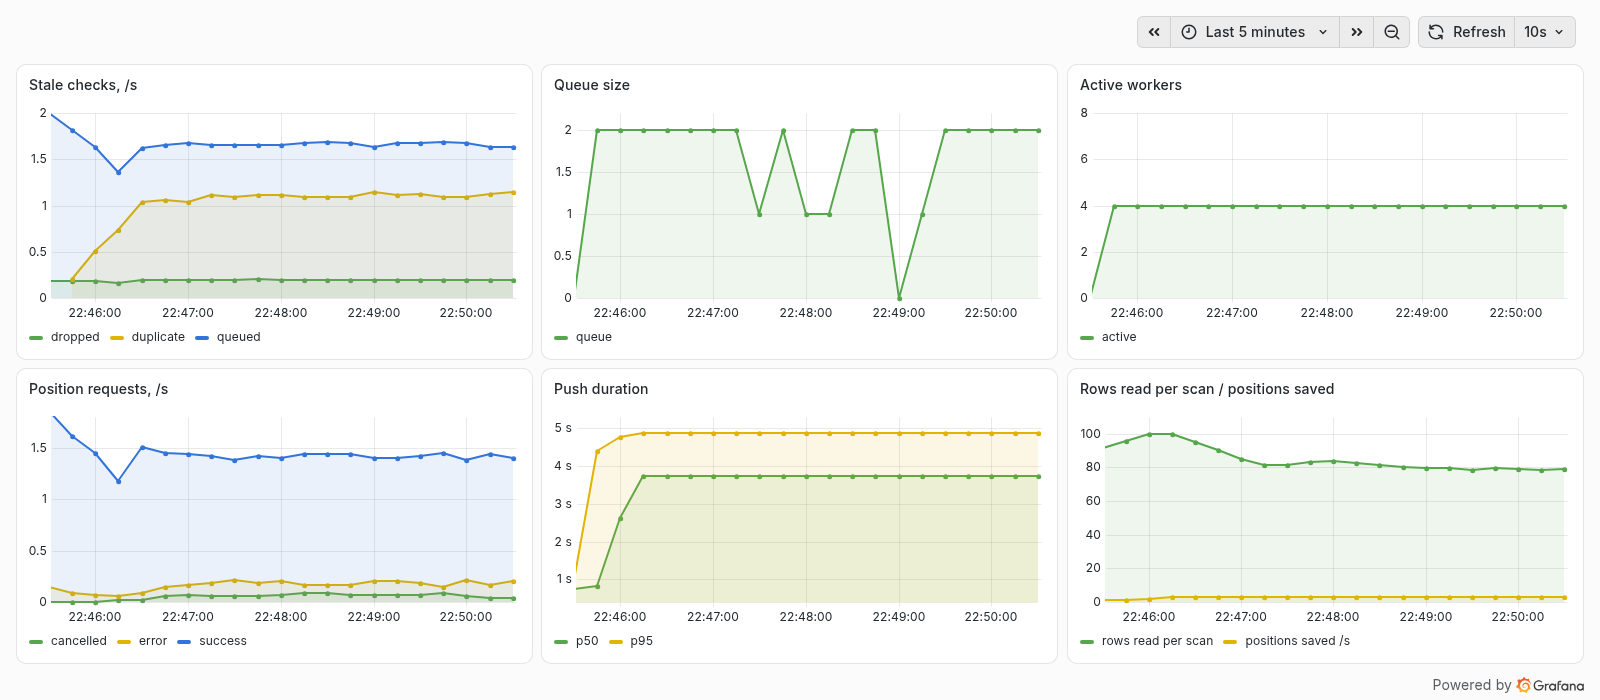 Last 5 minutes Refresh 10s
Stale checks, /s
2
1.5
1
0.5
0
22:46:00 22:47:00 22:48:00 22:49:00 22:50:00
dropped duplicate queued
Queue size
2
1.5
1
0.5
0
22:46:00 22:47:00 22:48:00 22:49:00 22:50:00
queue
Active workers
8
6
4
2
0
22:46:00 22:47:00 22:48:00 22:49:00 22:50:00
active
Position requests, /s
1.5
1
0.5
0
22:46:00 22:47:00 22:48:00 22:49:00 22:50:00
cancelled error success
Push duration
5 s
4 s
3 s
2 s
1 s
22:46:00 22:47:00 22:48:00 22:49:00 22:50:00
p50 p95
Rows read per scan / positions saved
100
80
60
40
20
0
22:46:00 22:47:00 22:48:00 22:49:00 22:50:00
rows read per scan positions saved /s
Powered by Grafana